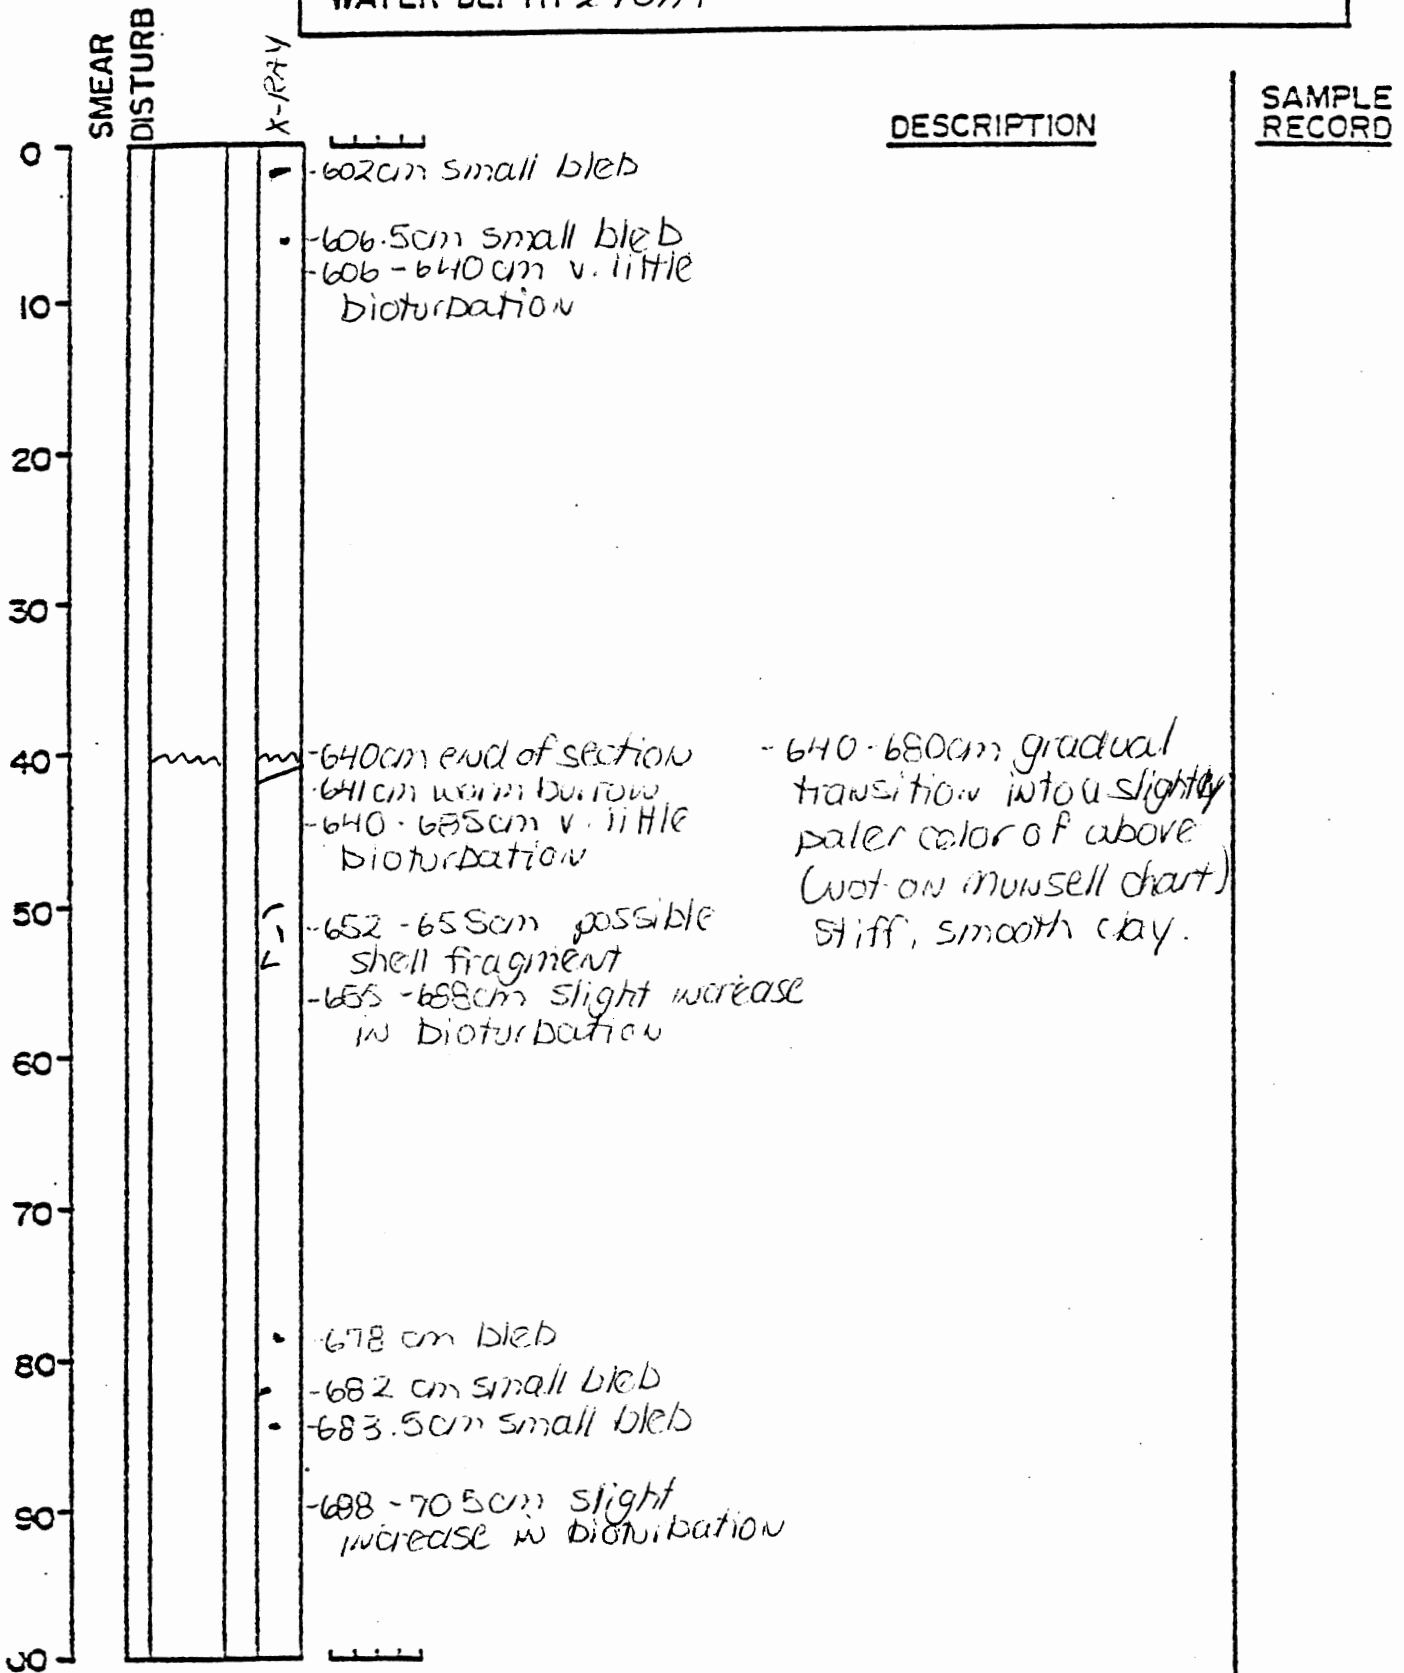 WATER DEPTH
SMEAR
DISTURB
X-RAY
DESCRIPTION
SAMPLE
RECORD
0
-602cm small bleb
-606.5cm small bleb
-606-640cm v. little
bioturbation
10
20
30
40
-640cm end of section
-641cm worm burrow
-640-655cm v. little
bioturbation
-640-680cm gradual
transition into a slightly
paler color of above
(not on munsell chart)
stiff, smooth clay.
50
-652-655cm possible
shell fragment
-655-688cm slight increase
in bioturbation
60
70
-678 cm bleb
80
-682 cm small bleb
-683.5cm small bleb
90
-688-705cm slight
increase in bioturbation